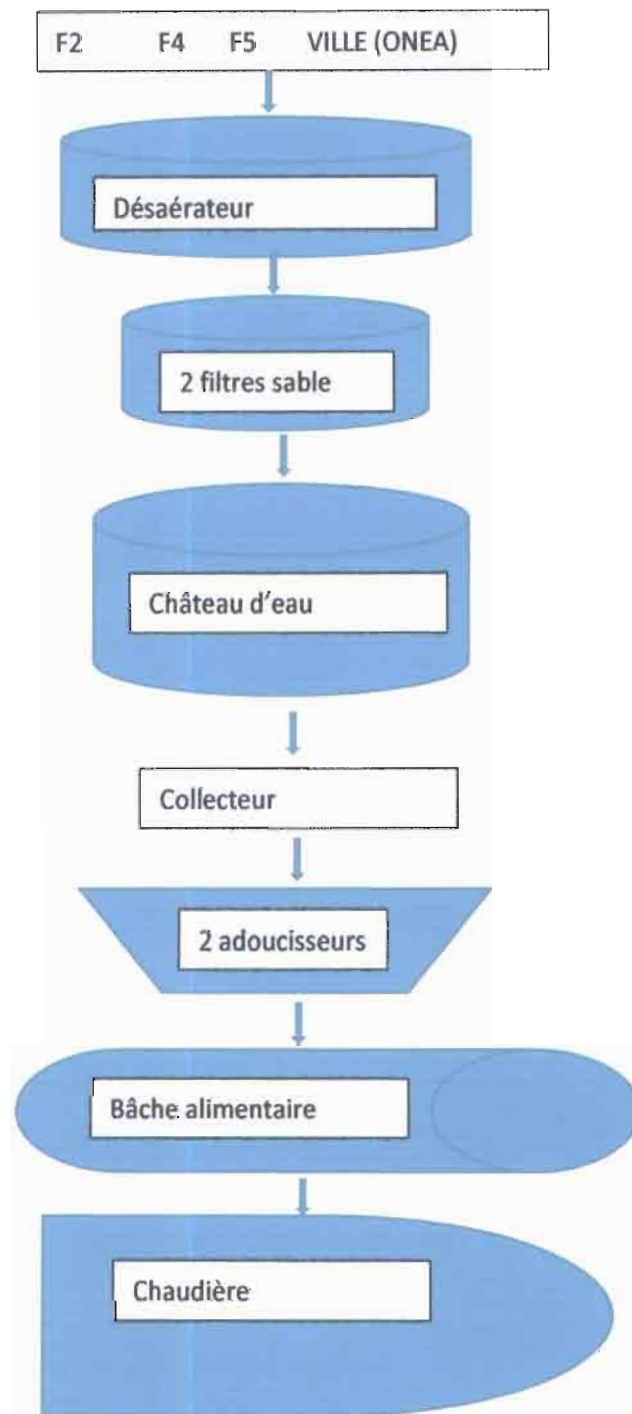 F2 F4 F5 VILLE (ONEA)
Désaérateur
2 filtres sable
Château d'eau
Collecteur
2 adoucisseurs
Bâche alimentaire
Chaudière